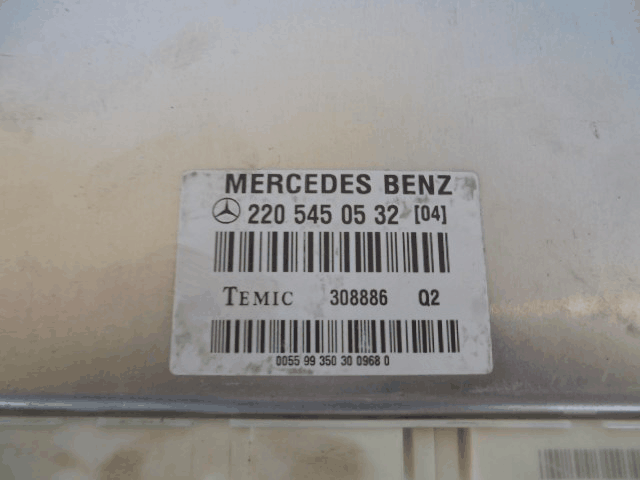 MERCEDES BENZ
220 545 05 32 [04]
TEMIC 308886 Q2
0055 99 350 30 0968 0